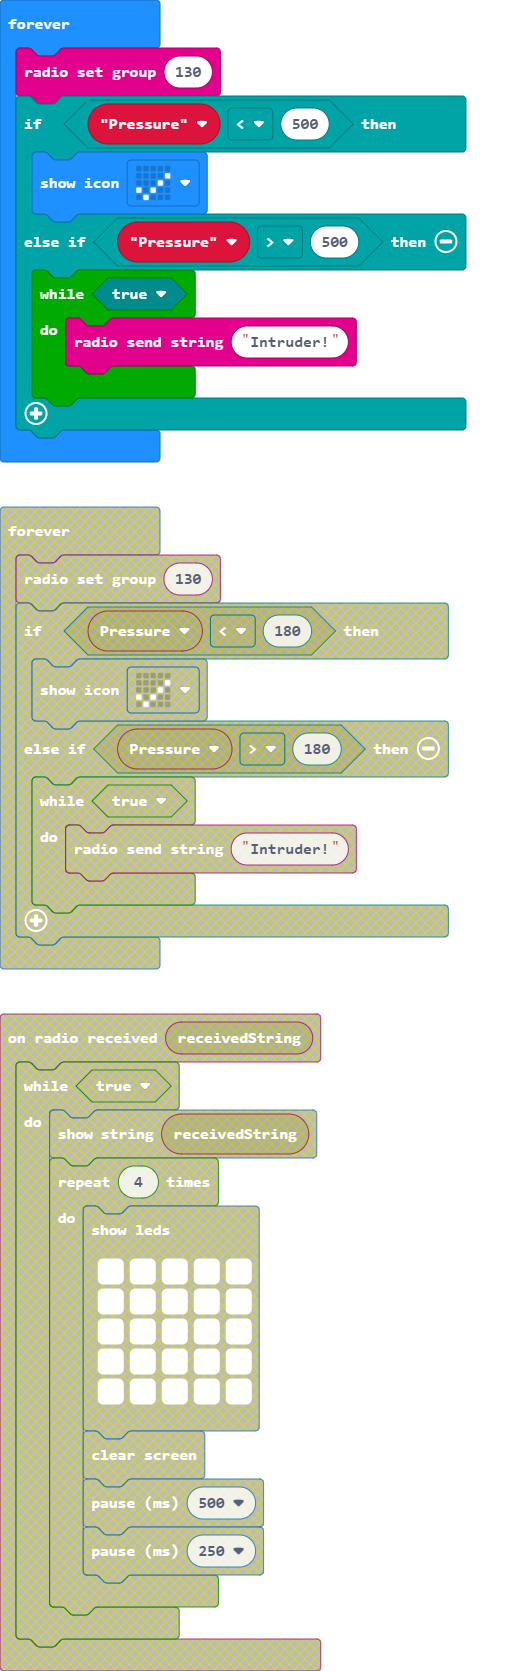 forever
radio set group 130
if "Pressure" < 500 then
show icon
else if "Pressure" > 500 then
while true
do
radio send string "Intruder!"
forever
radio set group 130
if Pressure < 180 then
show icon
else if Pressure > 180 then
while true
do
radio send string "Intruder!"
on radio received receivedString
while true
do
show string receivedString
repeat 4 times
do
show leds
clear screen
pause (ms) 500
pause (ms) 250